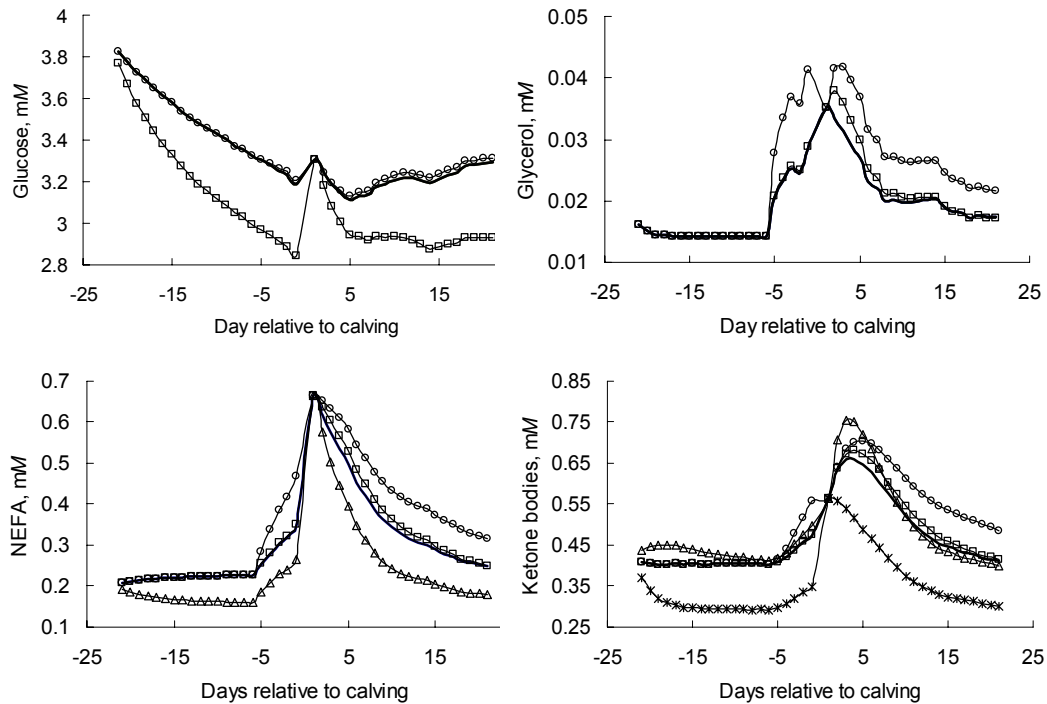 4
3.8
3.6
3.4
3.2
3
2.8
Glucose, mM
-25 -15 -5 5 15
Day relative to calving
0.05
0.04
0.03
0.02
0.01
Glycerol, mM
-25 -15 -5 5 15 25
Day relative to calving
0.7
0.6
0.5
0.4
0.3
0.2
0.1
NEFA, mM
-25 -15 -5 5 15
Days relative to calving
0.85
0.75
0.65
0.55
0.45
0.35
0.25
Ketone bodies, mM
-25 -15 -5 5 15 25
Days relative to calving